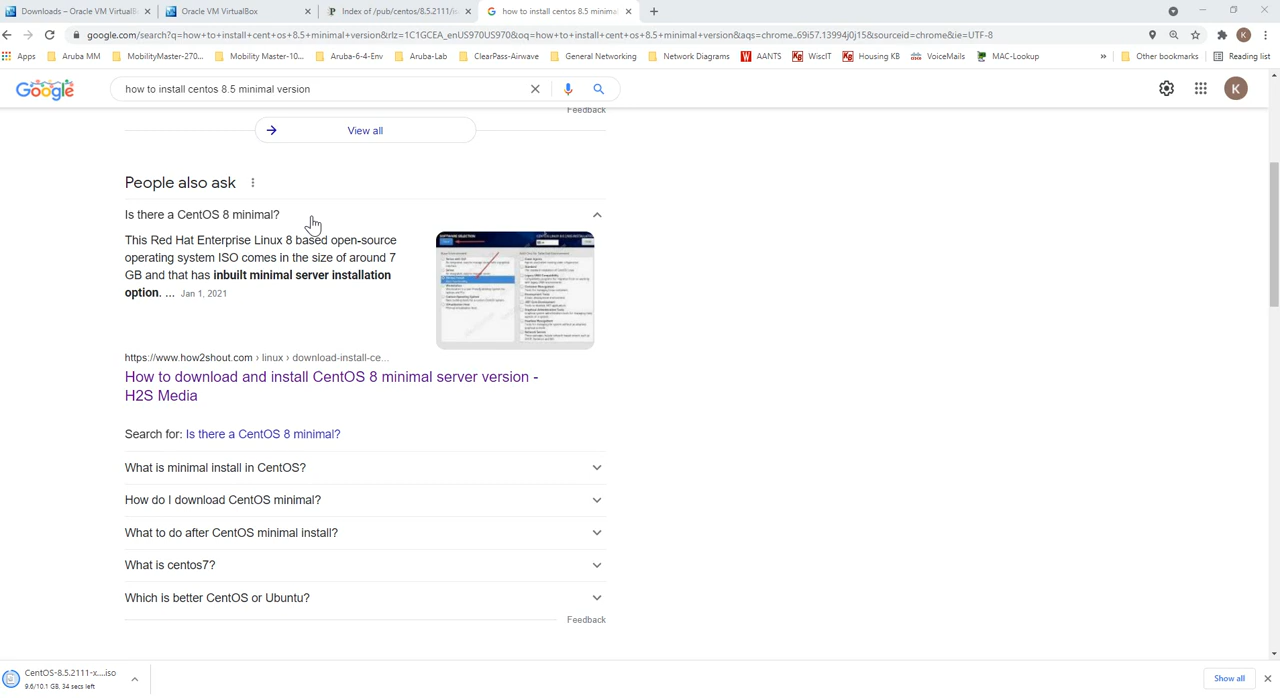 Downloads – Oracle VM VirtualB
Oracle VM VirtualBox
Index of /pub/centos/8.5.2111/is
how to install centos 8.5 minima
google.com/search?q=how+to+install+cent+os+8.5+minimal+version&rlz=1C1GCEA_enUS970US970&oq=how+to+install+cent+os+8.5+minimal+version&aqs=chrome..69i57.13994j0j15&sourceid=chrome&ie=UTF-8
K
Apps
Aruba MM
MobilityMaster-270...
Mobility Master-10...
Aruba-6-4-Env
Aruba-Lab
ClearPass-Airwave
General Networking
Network Diagrams
AANTS
WiscIT
Housing KB
VoiceMails
MAC-Lookup
»
Other bookmarks
Reading list
Google
how to install centos 8.5 minimal version
K
Feedback
View all
People also ask
Is there a CentOS 8 minimal?
This Red Hat Enterprise Linux 8 based open-source
operating system ISO comes into the size of around 7
GB and that has inbuilt minimal server installation
option. ... Jan 1, 2021
https://www.how2shout.com › linux › download-install-ce...
How to download and install CentOS 8 minimal server version -
H2S Media
Search for: Is there a CentOS 8 minimal?
What is minimal install in CentOS?
How do I download CentOS minimal?
What to do after CentOS minimal install?
What is centos7?
Which is better CentOS or Ubuntu?
Feedback
CentOS-8.5.2111-x....iso
9.6/10.1 GB, 34 secs left
Show all